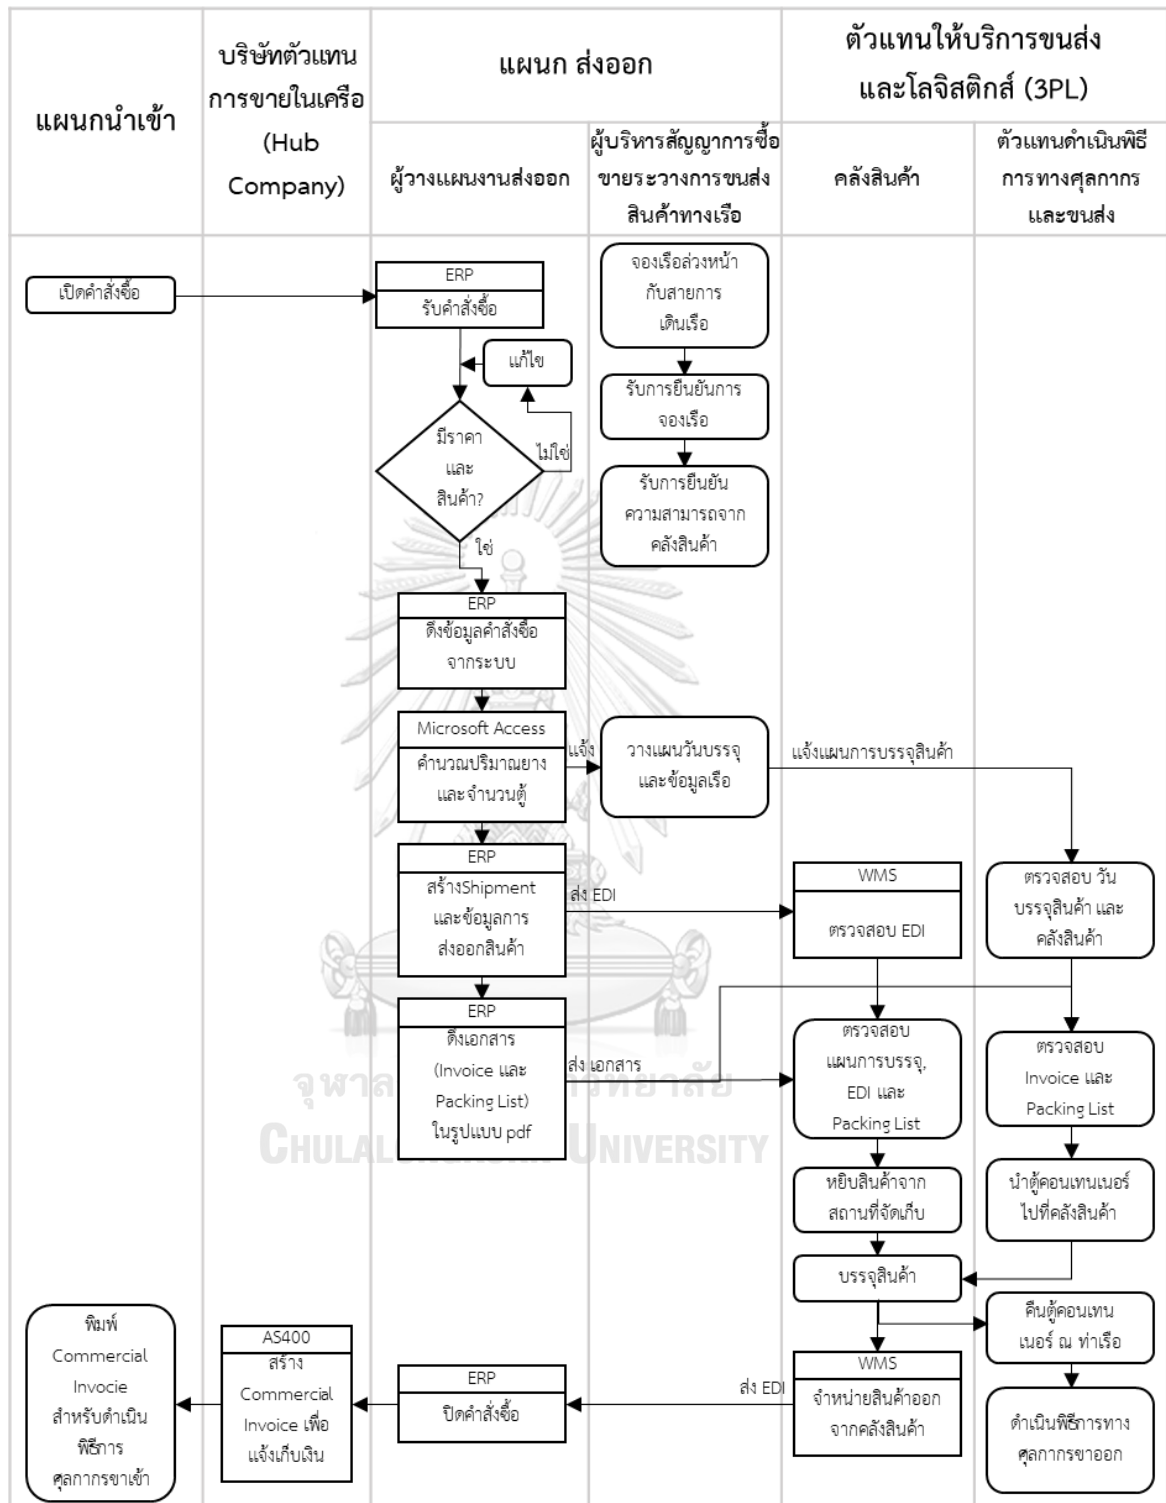 แผนกนำเข้า
บริษัทตัวแทน
การขายในเครือ
(Hub
Company)
แผนก ส่งออก
ตัวแทนให้บริการขนส่ง
และโลจิสติกส์ (3PL)
ผู้วางแผนงานส่งออก
ผู้บริหารสัญญาการซื้อ
ขายระวางการขนส่ง
สินค้าทางเรือ
คลังสินค้า
ตัวแทนดำเนินพิธี
การทางศุลกากร
และขนส่ง
เปิดคำสั่งซื้อ
ERP
รับคำสั่งซื้อ
จองเรือล่วงหน้า
กับสายการ
เดินเรือ
แก้ไข
รับการยืนยันการ
จองเรือ
มีราคา
และ
สินค้า?
ไม่ใช่
รับการยืนยัน
ความสามารถจาก
คลังสินค้า
ใช่
ERP
ดึงข้อมูลคำสั่งซื้อ
จากระบบ
Microsoft Access
คำนวณปริมาณยาง
และจำนวนตู้
แจ้ง
วางแผนวันบรรจุ
และข้อมูลเรือ
แจ้งแผนการบรรจุสินค้า
ERP
สร้างShipment
และข้อมูลการ
ส่งออกสินค้า
ส่ง EDI
WMS
ตรวจสอบ EDI
ตรวจสอบ วัน
บรรจุสินค้า และ
คลังสินค้า
ERP
ดึงเอกสาร
(Invoice และ
Packing List)
ในรูปแบบ pdf
ส่ง เอกสาร
ตรวจสอบ
แผนการบรรจุ,
EDI และ
Packing List
ตรวจสอบ
Invoice และ
Packing List
จุฬาลงกรณ์มหาวิทยาลัย
CHULALONGKORN UNIVERSITY
หยิบสินค้าจาก
สถานที่จัดเก็บ
นำตู้คอนเทนเนอร์
ไปที่คลังสินค้า
บรรจุสินค้า
คืนตู้คอนเทน
เนอร์ ณ ท่าเรือ
พิมพ์
Commercial
Invocie
สำหรับดำเนิน
พิธีการ
ศุลกากรขาเข้า
AS400
สร้าง
Commercial
Invoice เพื่อ
แจ้งเก็บเงิน
ERP
ปิดคำสั่งซื้อ
ส่ง EDI
WMS
จำหน่ายสินค้าออก
จากคลังสินค้า
ดำเนินพิธีการทาง
ศุลกากรขาออก